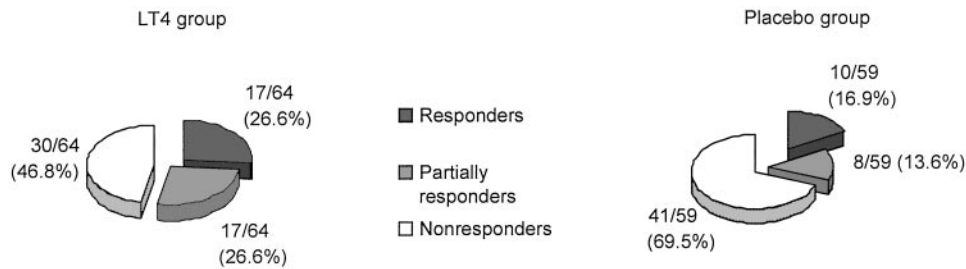 LT4 group
17/64
(26.6%)
30/64
(46.8%)
17/64
(26.6%)
Responders
Partially
responders
Nonresponders
Placebo group
10/59
(16.9%)
8/59 (13.6%)
41/59
(69.5%)